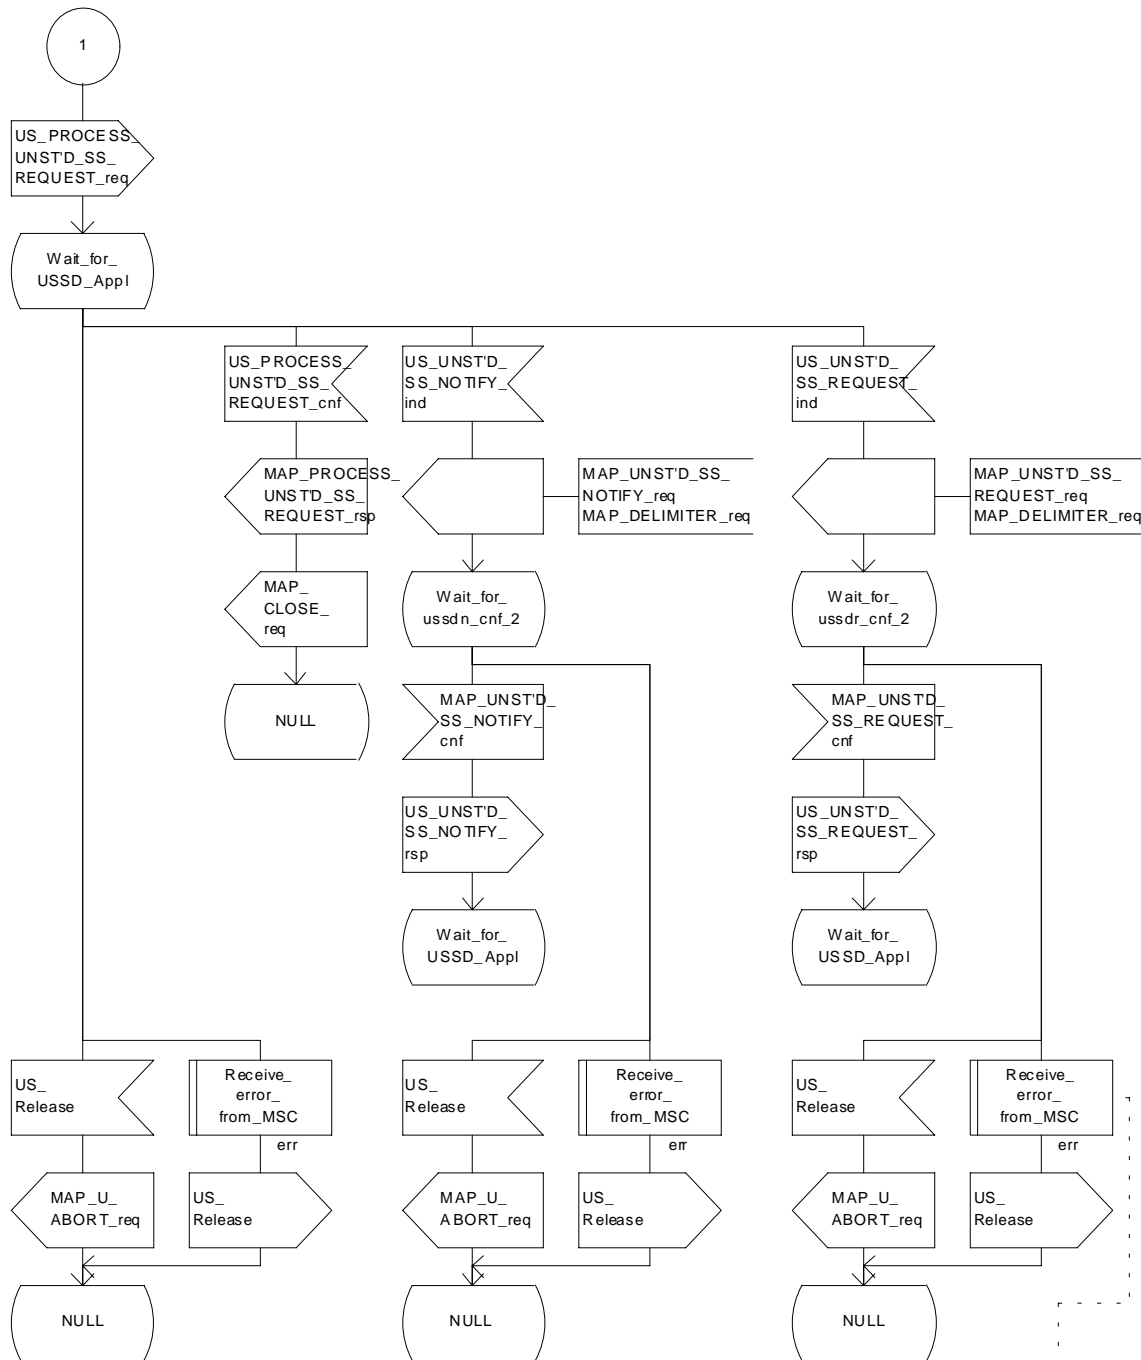 1
US_PROCESS_
UNST'D_SS_
REQUEST_req
Wait_for_
USSD_Appl
US_PROCESS_
UNST'D_SS_
REQUEST_cnf
US_UNST'D_
SS_NOTIFY_
ind
US_UNST'D_
SS_REQUEST_
ind
MAP_PROCESS_
UNST'D_SS_
REQUEST_rsp
MAP_UNST'D_SS_
NOTIFY_req
MAP_DELIMITER_req
MAP_UNST'D_SS_
REQUEST_req
MAP_DELIMITER_req
MAP_
CLOSE_
req
Wait_for_
ussdn_cnf_2
Wait_for_
ussdr_cnf_2
NULL
MAP_UNST'D_
SS_NOTIFY_
cnf
MAP_UNST'D_
SS_REQUEST_
cnf
US_UNST'D_
SS_NOTIFY_
rsp
US_UNST'D_
SS_REQUEST_
rsp
Wait_for_
USSD_Appl
Wait_for_
USSD_Appl
US_
Release
Receive_
error_
from_MSC
err
US_
Release
Receive_
error_
from_MSC
err
US_
Release
Receive_
error_
from_MSC
err
MAP_U_
ABORT_req
US_
Release
MAP_U_
ABORT_req
US_
Release
MAP_U_
ABORT_req
US_
Release
NULL
NULL
NULL